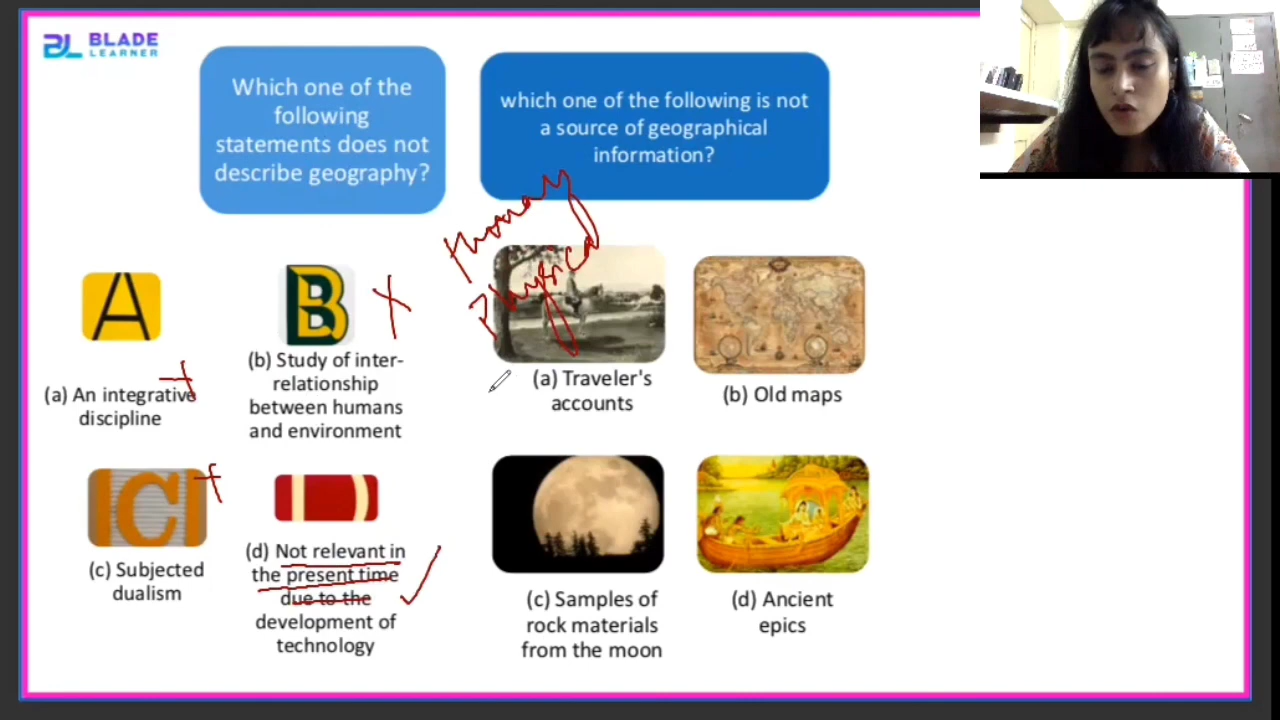 BLADE
LEARNER
Which one of the
following
statements does not
describe geography?
which one of the following is not
a source of geographical
information?
Physical
A
B
(a) An integrative
discipline
(b) Study of inter-
relationship
between humans
and environment
(a) Traveler's
accounts
(b) Old maps
C
(c) Subjected
dualism
(d) Not relevant in
the present time
due to the
development of
technology
(c) Samples of
rock materials
from the moon
(d) Ancient
epics